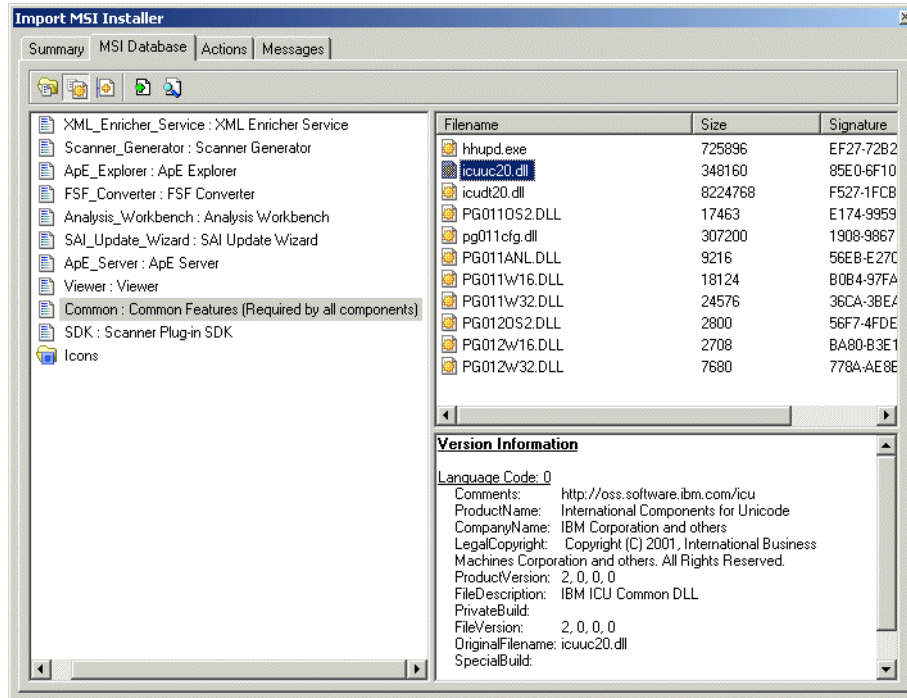 Import MSI Installer
Summary MSI Database Actions Messages
XML_Enricher_Service : XML Enricher Service
Scanner_Generator : Scanner Generator
ApE_Explorer : ApE Explorer
FSF_Converter : FSF Converter
Analysis_Workbench : Analysis Workbench
SAI_Update_Wizard : SAI Update Wizard
ApE_Server : ApE Server
Viewer : Viewer
Common : Common Features (Required by all components)
SDK : Scanner Plug-in SDK
Icons
Filename Size Signature
hhupd.exe 725896 EF27-72B2
icuuc20.dll 348160 85E0-6F10
icudt20.dll 8224768 F527-1FCB
PG011OS2.DLL 17463 E174-9959
pg011cfg.dll 307200 1908-9867
PG011ANL.DLL 9216 56EB-E27C
PG011W16.DLL 18124 B0B4-97FA
PG011W32.DLL 24576 36CA-3BEA
PG012OS2.DLL 2800 56F7-4FDE
PG012W16.DLL 2708 BA80-B3E1
PG012W32.DLL 7680 778A-AE8E
Version Information
Language Code: 0
Comments: http://oss.software.ibm.com/icu
ProductName: International Components for Unicode
CompanyName: IBM Corporation and others
LegalCopyright: Copyright (C) 2001, International Business
Machines Corporation and others. All Rights Reserved.
ProductVersion: 2, 0, 0, 0
FileDescription: IBM ICU Common DLL
PrivateBuild:
FileVersion: 2, 0, 0, 0
OriginalFilename: icuuc20.dll
SpecialBuild: